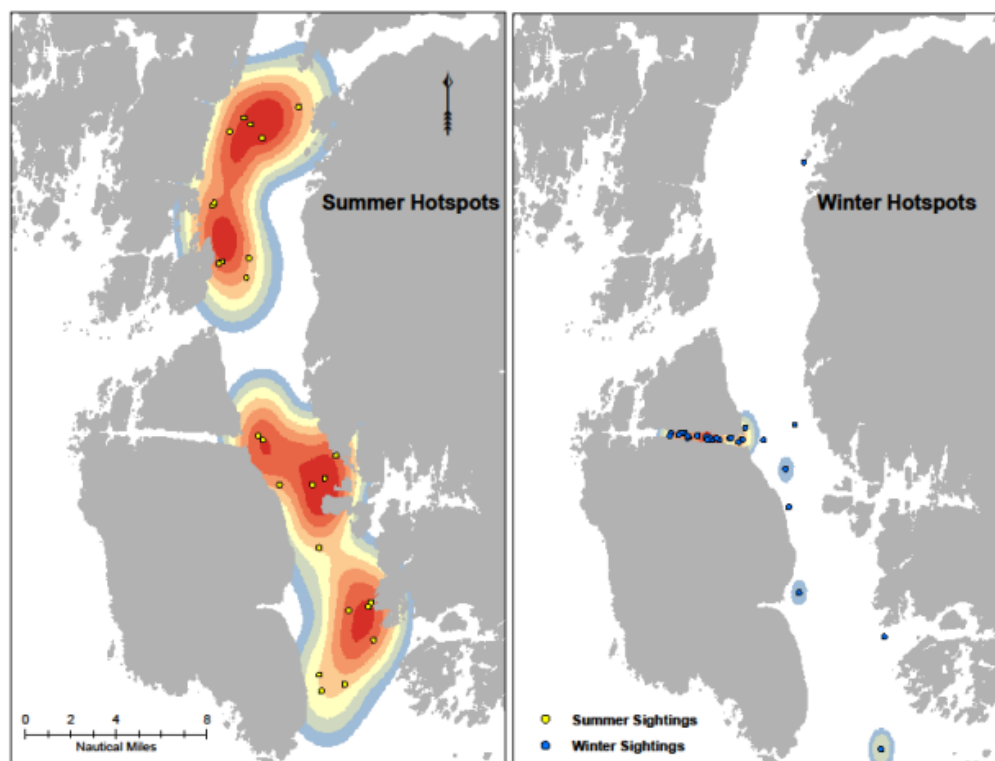 Summer Hotspots
Winter Hotspots
0 2 4 8
Nautical Miles
Summer Sightings
Winter Sightings